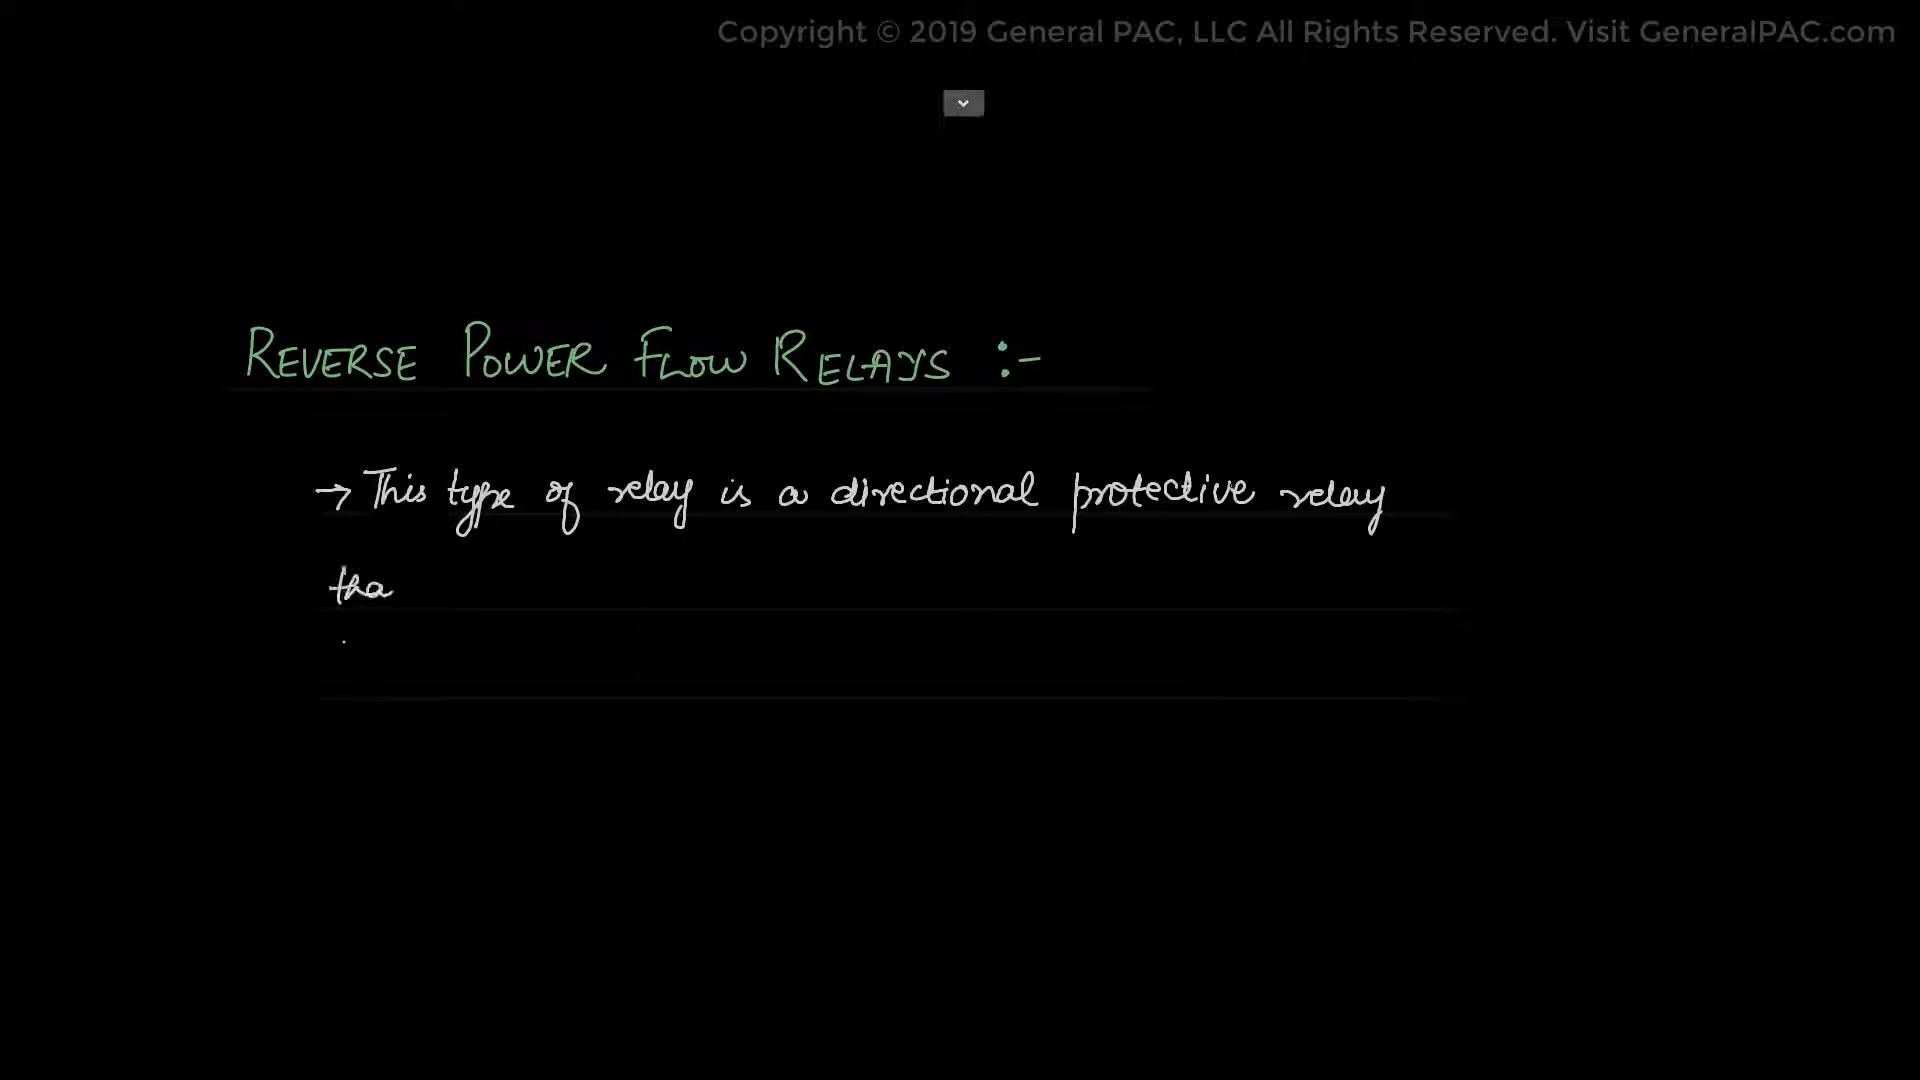 Copyright © 2019 General PAC, LLC All Rights Reserved. Visit GeneralPAC.com
REVERSE POWER FLOW RELAYS :-
→ This type of relay is a directional protective relay
tha